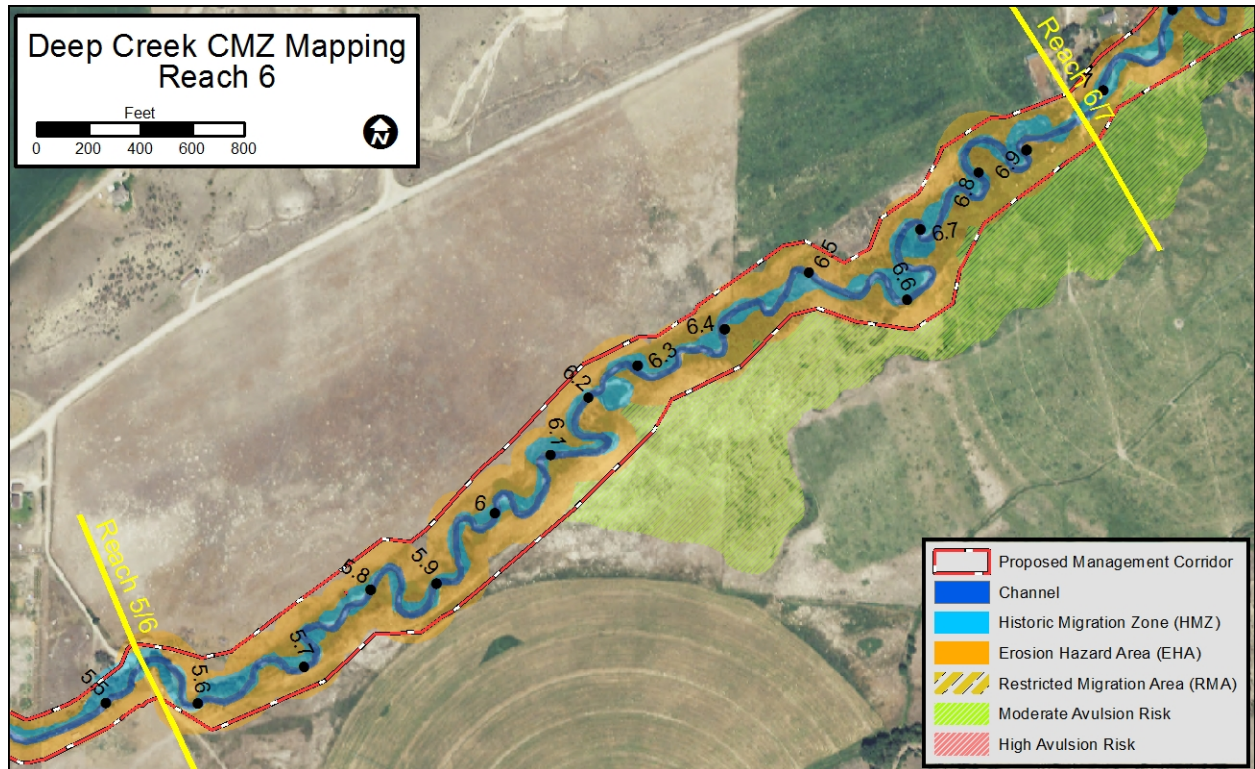 Deep Creek CMZ Mapping
Reach 6
Feet
0 200 400 600 800
N
Reach 6/7
7
6.9
6.8
6.7
6.6
6.5
6.4
6.3
6.2
6.1
6
5.9
5.8
5.7
5.6
5.5
Reach 5/6
Proposed Management Corridor
Channel
Historic Migration Zone (HMZ)
Erosion Hazard Area (EHA)
Restricted Migration Area (RMA)
Moderate Avulsion Risk
High Avulsion Risk